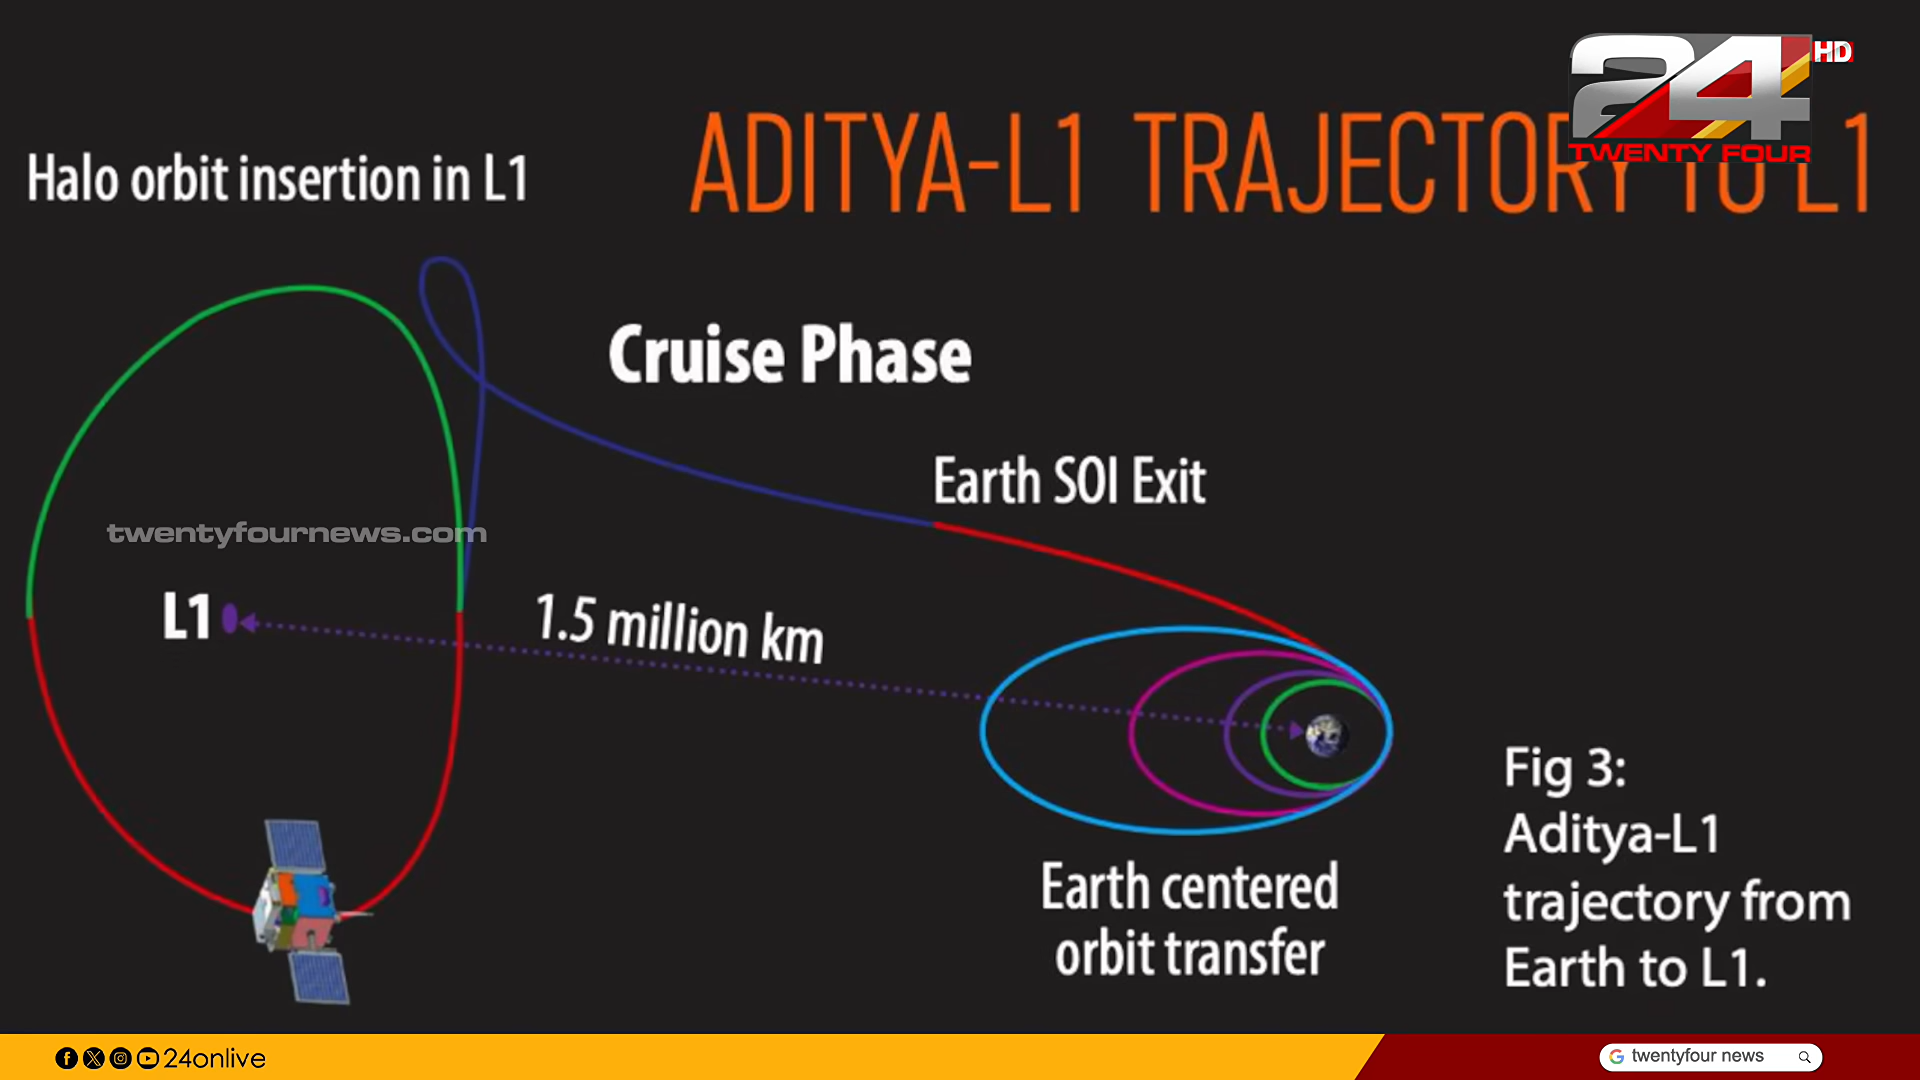 24 HD
TWENTY FOUR
ADITYA-L1 TRAJECTORY TO L1
Halo orbit insertion in L1
Cruise Phase
Earth SOI Exit
twentyfournews.com
L1
1.5 million km
Earth centered
orbit transfer
Fig 3:
Aditya-L1
trajectory from
Earth to L1.
24onlive
twentyfour news